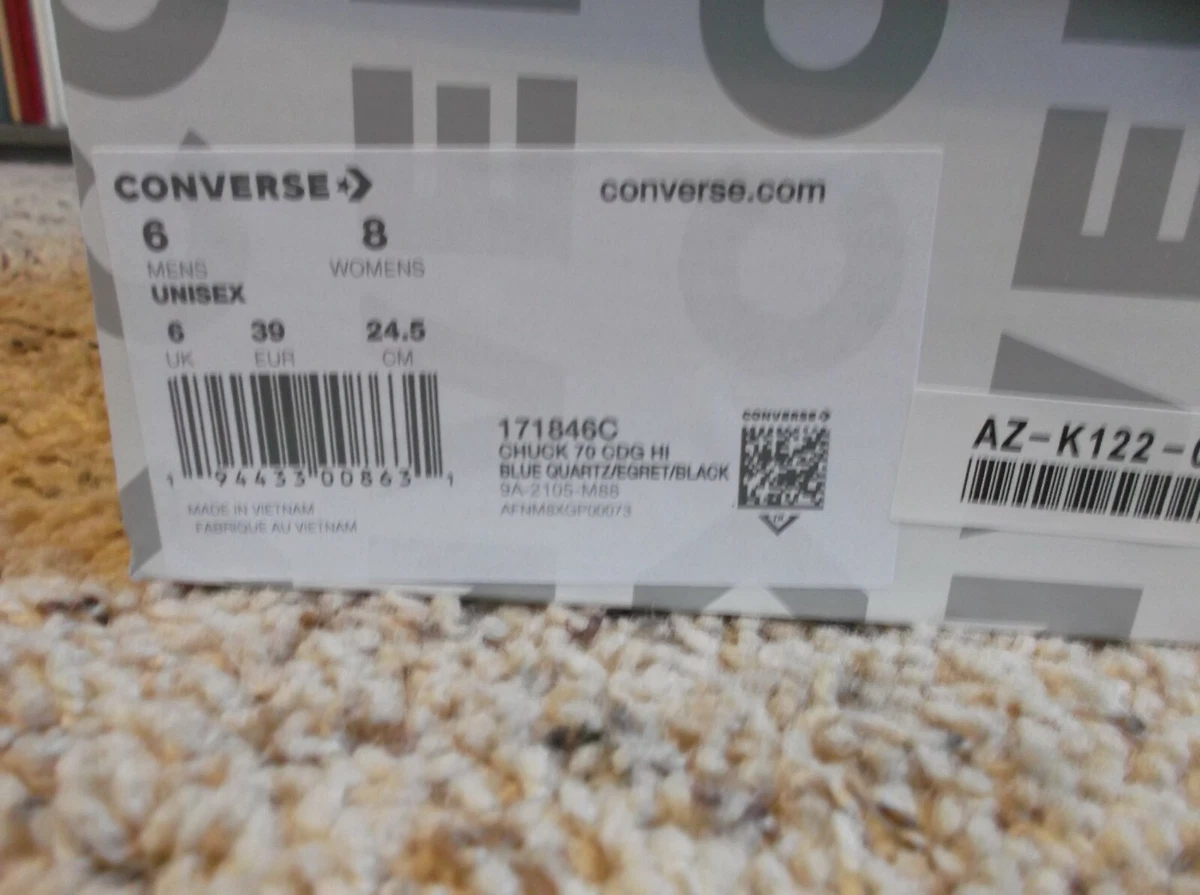 CONVERSE
converse.com
6 8
MENS WOMENS
UNISEX
6 39 24.5
UK EUR CM
1 94433 00863 1
MADE IN VIETNAM
FABRIQUE AU VIETNAM
171846C
CHUCK 70 CDG HI
BLUE QUARTZ/EGRET/BLACK
9A-2105-M88
AFNM8XGP00073
CONVERSE
AZ-K122-